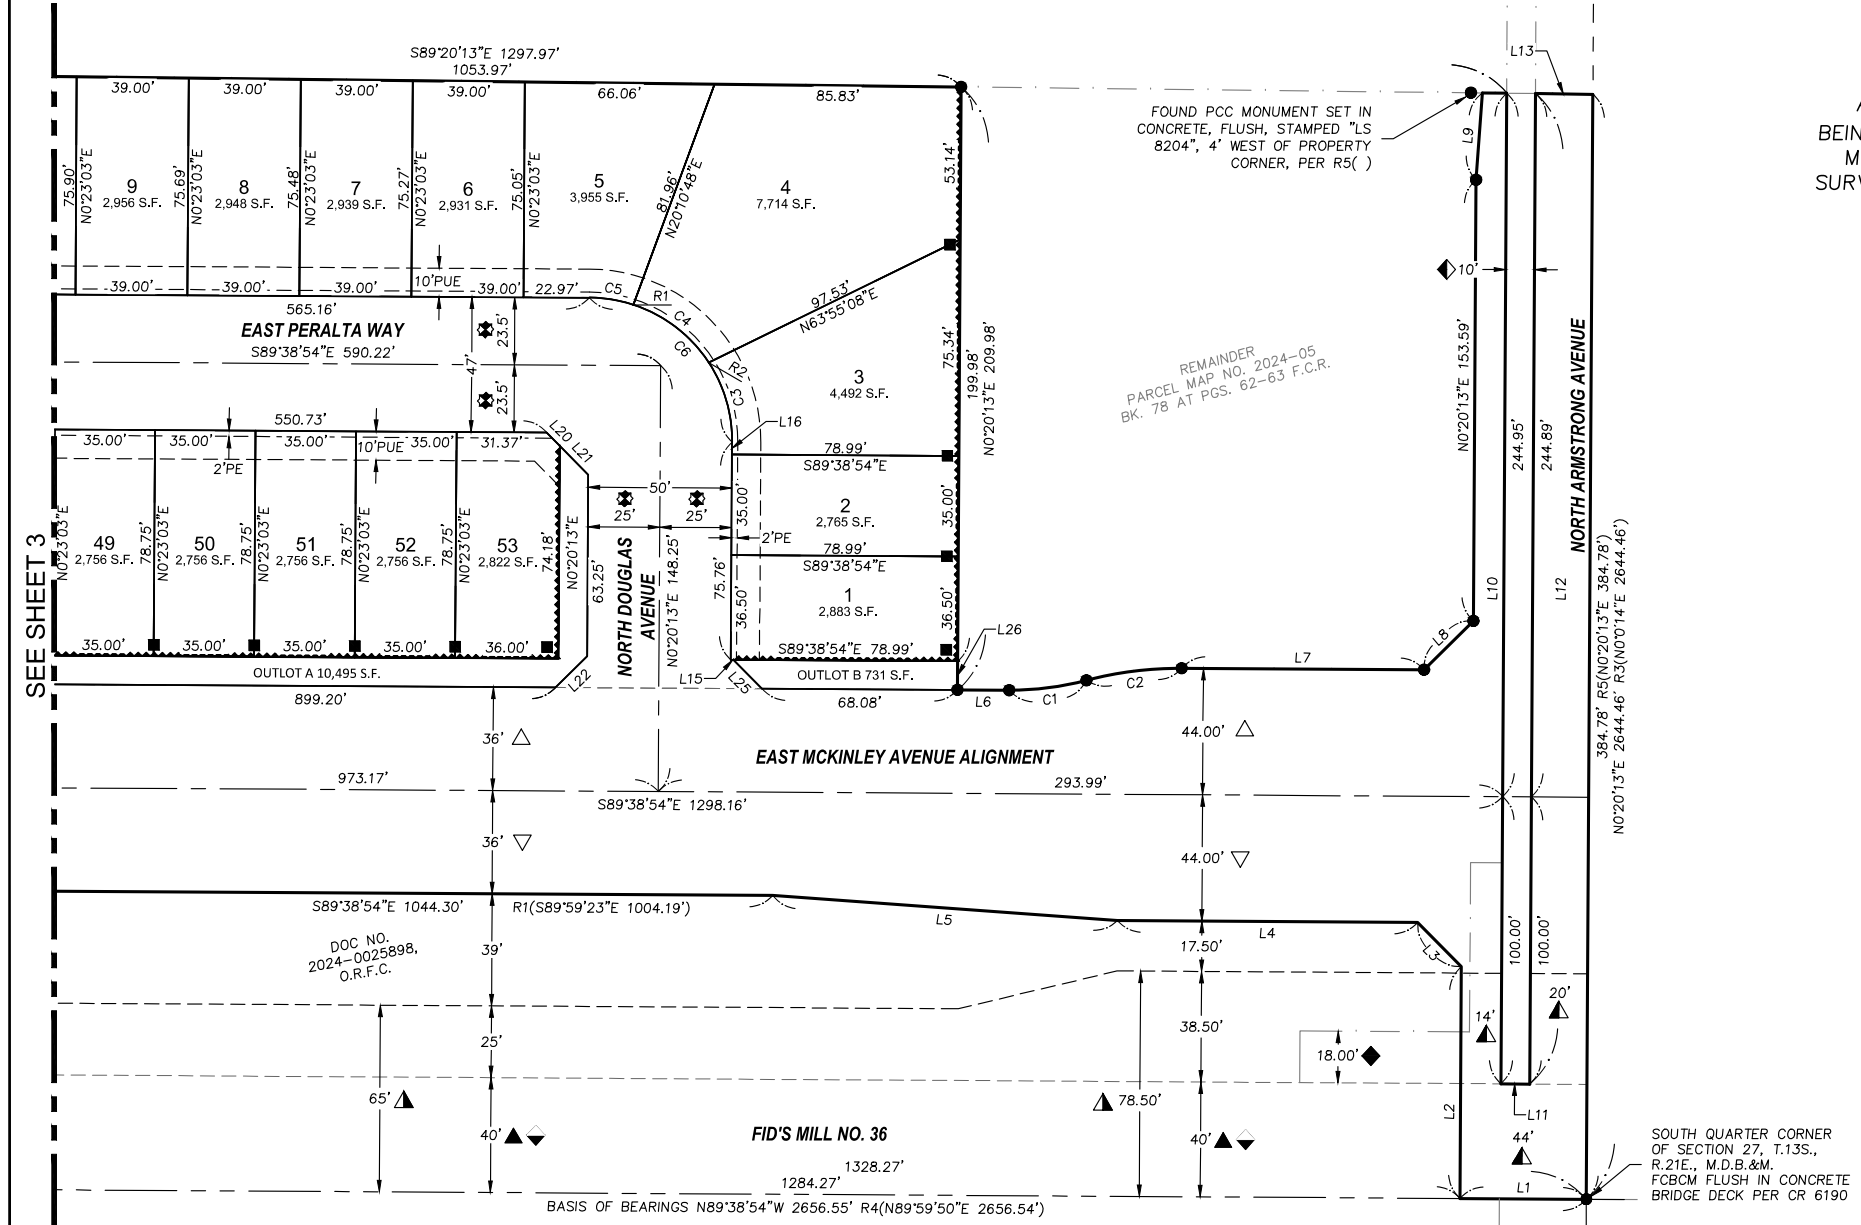 S89°20'13"E 1297.97'
1053.97'
39.00'
39.00'
39.00'
39.00'
66.06'
85.83'
75.90'
N0°23'03"E
9
2,956 S.F.
75.69'
N0°23'03"E
8
2,948 S.F.
75.48'
N0°23'03"E
7
2,939 S.F.
75.27'
N0°23'03"E
6
2,931 S.F.
75.05'
N0°23'03"E
5
3,955 S.F.
81.96'
N20°10'48"E
4
7,714 S.F.
53.14'
FOUND PCC MONUMENT SET IN
CONCRETE, FLUSH, STAMPED "LS
8204", 4' WEST OF PROPERTY
CORNER, PER R5( )
L13
L9
BEIN
M
SUR
10'
10'PUE
39.00'
39.00'
39.00'
39.00'
22.97'
C5
R1
C4
C6
R2
C3
97.53'
N63°55'08"E
565.16'
EAST PERALTA WAY
S89°38'54"E 590.22'
47'
23.5'
23.5'
3
4,492 S.F.
75.34'
199.98'
N0°20'13"E 209.98'
REMAINDER
PARCEL MAP NO. 2024-05
BK. 78 AT PGS. 62-63 F.C.R.
N0°20'13"E 153.59'
244.95'
244.89'
NORTH ARMSTRONG AVENUE
550.73'
L20
L21
L16
35.00'
35.00'
35.00'
35.00'
31.37'
2'PE
10'PUE
78.99'
S89°38'54"E
SEE SHEET 3
N0°23'03"E
49
2,756 S.F.
78.75'
N0°23'03"E
50
2,756 S.F.
78.75'
N0°23'03"E
51
2,756 S.F.
78.75'
N0°23'03"E
52
2,756 S.F.
78.75'
N0°23'03"E
53
2,822 S.F.
74.18'
N0°20'13"E
63.25'
50'
25'
25'
NORTH DOUGLAS
AVENUE
N0°20'13"E 148.25'
35.00'
2
2,765 S.F.
35.00'
2'PE
78.99'
S89°38'54"E
75.76'
36.50'
1
2,883 S.F.
36.50'
S89°38'54"E 78.99'
L26
L10
L12
384.78' R5(N0°20'13"E 384.78')
N0°20'13"E 2644.46' R3(N0°0'14"E 2644.46')
35.00'
35.00'
35.00'
35.00'
36.00'
OUTLOT A 10,495 S.F.
899.20'
L22
L15
L25
OUTLOT B 731 S.F.
68.08'
L6
C1
C2
L7
L8
36'
44.00'
EAST MCKINLEY AVENUE ALIGNMENT
973.17'
293.99'
S89°38'54"E 1298.16'
36'
44.00'
S89°38'54"E 1044.30'
R1(S89°59'23"E 1004.19')
L5
L4
L3
DOC NO.
2024-0025898,
O.R.F.C.
39'
17.50'
100.00'
100.00'
25'
38.50'
14'
20'
18.00'
65'
78.50'
L2
L11
40'
FID'S MILL NO. 36
40'
44'
1328.27'
1284.27'
L1
BASIS OF BEARINGS N89°38'54"W 2656.55' R4(N89°59'50"E 2656.54')
SOUTH QUARTER CORNER
OF SECTION 27, T.13S.,
R.21E., M.D.B.&M.
FCBCM FLUSH IN CONCRETE
BRIDGE DECK PER CR 6190